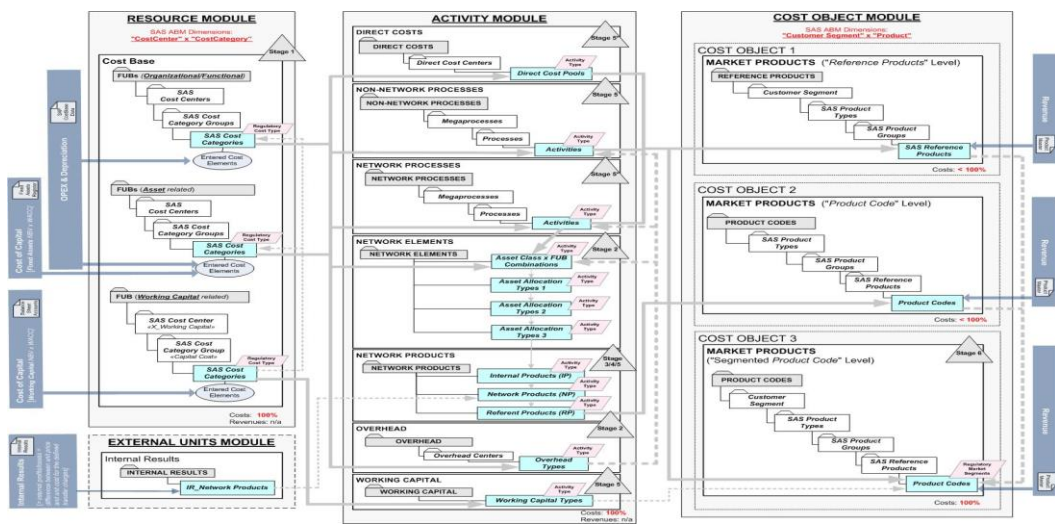 RESOURCE MODULE
SAS ABM Dimensions:
"CostCenter" x "CostCategory"
Stage 1
Cost Base
FUBs (Organizational/Functional)
SAS
Cost Centers
SAS Cost
Category Groups
Regulatory
Cost Type
SAS Cost
Categories
Entered Cost
Elements
FUBs (Asset related)
SAS
Cost Centers
SAS Cost
Category Groups
Regulatory
Cost Type
SAS Cost
Categories
Entered Cost
Elements
FUB (Working Capital related)
SAS Cost Center
«X_Working Capital»
SAS Cost
Category Group
«Capital Cost»
Regulatory
Cost Type
SAS Cost
Categories
Entered Cost
Elements
Costs: 100%
Revenues: n/a
EXTERNAL UNITS MODULE
Internal Results
INTERNAL RESULTS
IR_Network Products
OPEX & Depreciation
Cost of Capital
Cost of Capital
Internal Results
ACTIVITY MODULE
DIRECT COSTS
Stage 5
DIRECT COSTS
Direct Cost Centers
Activity
Type
Direct Cost Pools
NON-NETWORK PROCESSES
Stage 5
NON-NETWORK PROCESSES
Megaprocesses
Processes
Activity
Type
Activities
NETWORK PROCESSES
Stage 5
NETWORK PROCESSES
Megaprocesses
Processes
Activity
Type
Activities
NETWORK ELEMENTS
Stage 2
NETWORK ELEMENTS
Activity
Type
Asset Class x FUB
Combinations
Activity
Type
Asset Allocation
Types 1
Activity
Type
Asset Allocation
Types 2
Activity
Type
Asset Allocation
Types 3
NETWORK PRODUCTS
Stage
3/4/5
NETWORK PRODUCTS
Activity
Type
Internal Products (IP)
Activity
Type
Network Products (NP)
Activity
Type
Referent Products (RP)
OVERHEAD
Stage 2
OVERHEAD
Overhead Centers
Activity
Type
Overhead
Types
WORKING CAPITAL
WORKING CAPITAL
Activity
Type
Working Capital Types
Costs: 100%
Revenues: n/a
COST OBJECT MODULE
SAS ABM Dimensions:
"Customer Segment" x "Product"
COST OBJECT 1
MARKET PRODUCTS ("Reference Products" Level)
REFERENCE PRODUCTS
Customer Segment
SAS Product
Types
SAS Product
Groups
SAS Reference
Products
Costs: < 100%
COST OBJECT 2
MARKET PRODUCTS ("Product Code" Level)
PRODUCT CODES
SAS Product
Types
SAS Product
Groups
SAS Reference
Products
Product Codes
Costs: < 100%
COST OBJECT 3
MARKET PRODUCTS
("Segmented Product Code" Level)
Stage 6
PRODUCT CODES
Customer
Segment
SAS Product
Types
SAS Product
Groups
SAS Reference
Products
Regulatory
Market
Segments
Product Codes
Costs: 100%
Revenue
Revenue
Revenue